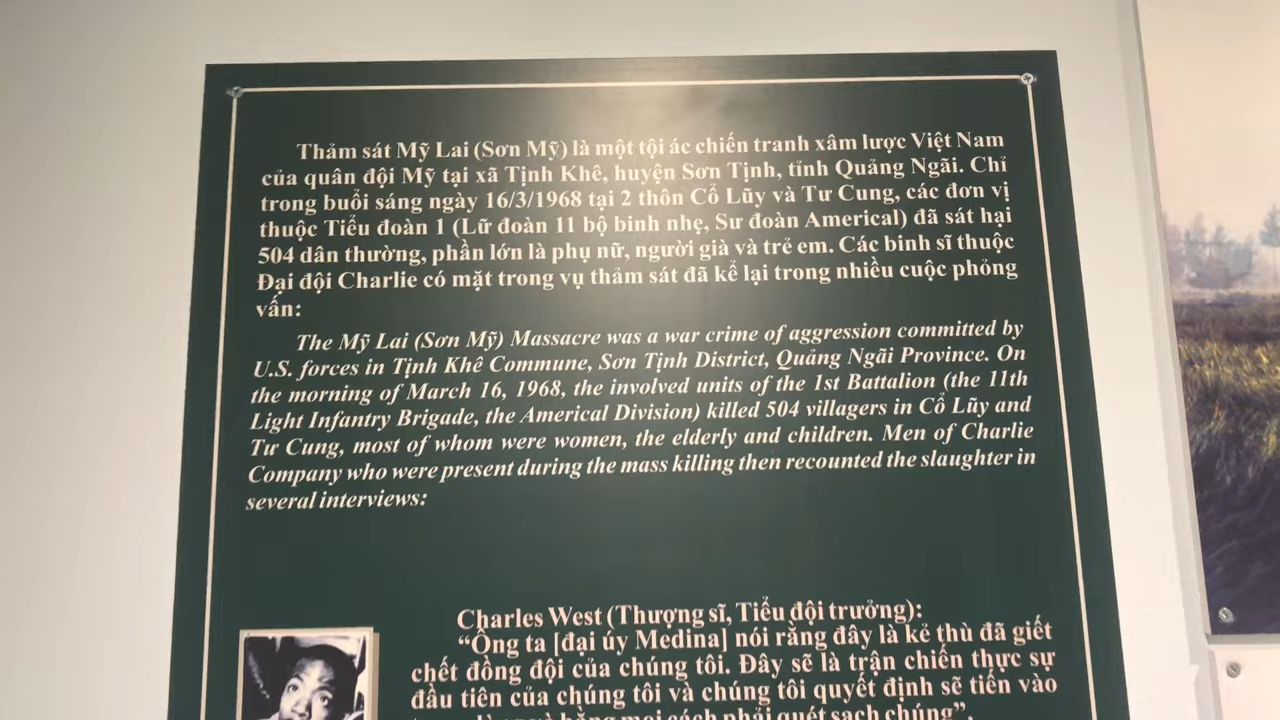 Thảm sát Mỹ Lai (Sơn Mỹ) là một tội ác chiến tranh xâm lược Việt Nam
của quân đội Mỹ tại xã Tịnh Khê, huyện Sơn Tịnh, tỉnh Quảng Ngãi. Chỉ
trong buổi sáng ngày 16/3/1968 tại 2 thôn Cổ Lũy và Tư Cung, các đơn vị
thuộc Tiểu đoàn 1 (Lữ đoàn 11 bộ binh nhẹ, Sư đoàn Americal) đã sát hại
504 dân thường, phần lớn là phụ nữ, người già và trẻ em. Các binh sĩ thuộc
Đại đội Charlie có mặt trong vụ thảm sát đã kể lại trong nhiều cuộc phỏng
vấn:
The Mỹ Lai (Sơn Mỹ) Massacre was a war crime of aggression committed by
U.S. forces in Tịnh Khê Commune, Sơn Tịnh District, Quảng Ngãi Province. On
the morning of March 16, 1968, the involved units of the 1st Battalion (the 11th
Light Infantry Brigade, the Americal Division) killed 504 villagers in Cổ Lũy and
Tư Cung, most of whom were women, the elderly and children. Men of Charlie
Company who were present during the mass killing then recounted the slaughter in
several interviews:
Charles West (Thượng sĩ, Tiểu đội trưởng):
“Ông ta [đại úy Medina] nói rằng đây là kẻ thù đã giết
chết đồng đội của chúng tôi. Đây sẽ là trận chiến thực sự
đầu tiên của chúng tôi và chúng tôi quyết định sẽ tiến vào
và bằng mọi cách phải quét sạch chúng”.